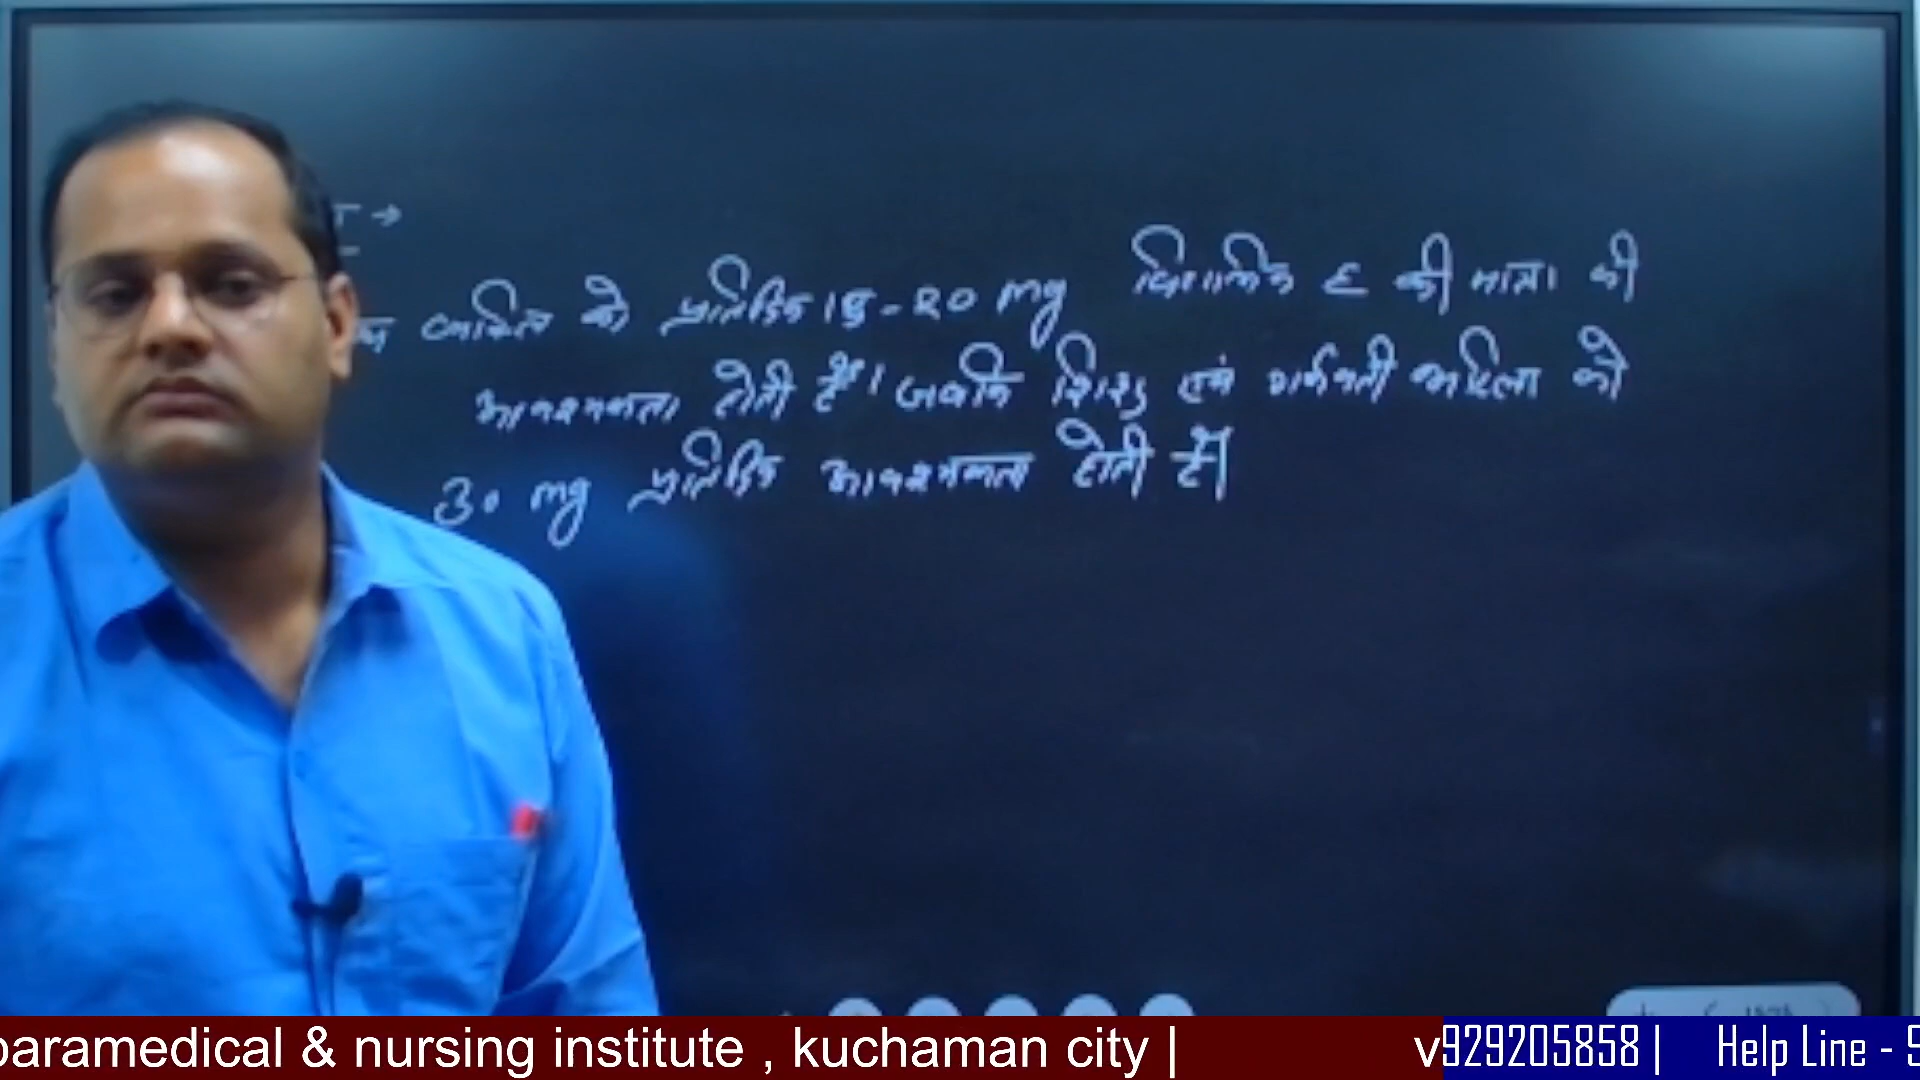 व्यक्ति को प्रतिदिन 15-20 mg विटामिन E की मात्रा की
आवश्यकता होती है। जबकि शिशु एवं गर्भवती महिला को
30 mg प्रतिदिन आवश्यकता होती है।
paramedical & nursing institute , kuchaman city | v929205858 | Help Line - 9